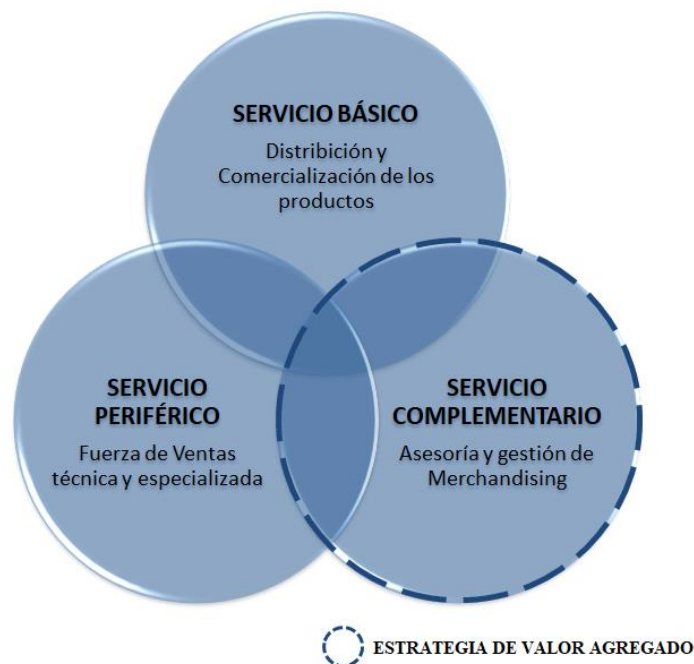 SERVICIO BÁSICO
Distribición y
Comercialización de los
productos
SERVICIO
PERIFÉRICO
Fuerza de Ventas
técnica y especializada
SERVICIO
COMPLEMENTARIO
Asesoría y gestión de
Merchandising
ESTRATEGIA DE VALOR AGREGADO